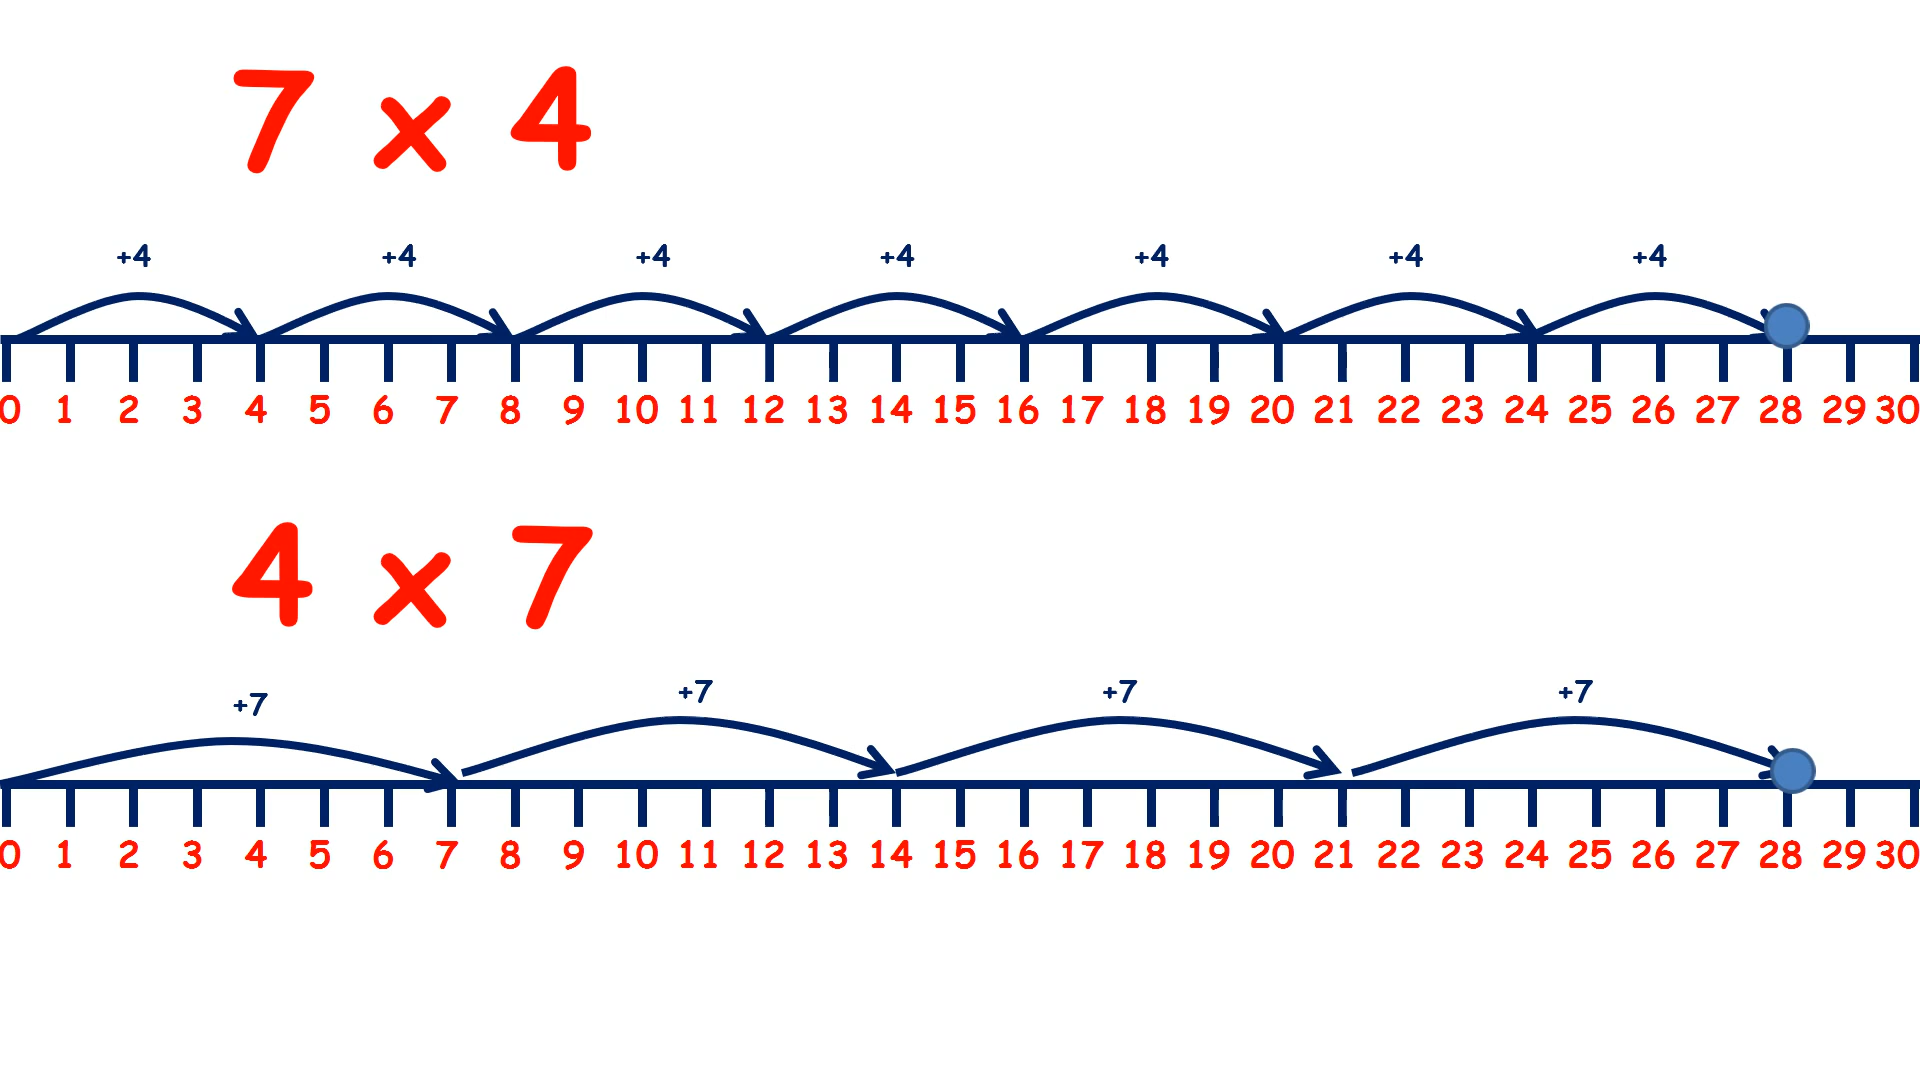 7 x 4
+4 +4 +4 +4 +4 +4 +4
0 1 2 3 4 5 6 7 8 9 10 11 12 13 14 15 16 17 18 19 20 21 22 23 24 25 26 27 28 29 30
4 x 7
+7 +7 +7 +7
0 1 2 3 4 5 6 7 8 9 10 11 12 13 14 15 16 17 18 19 20 21 22 23 24 25 26 27 28 29 30